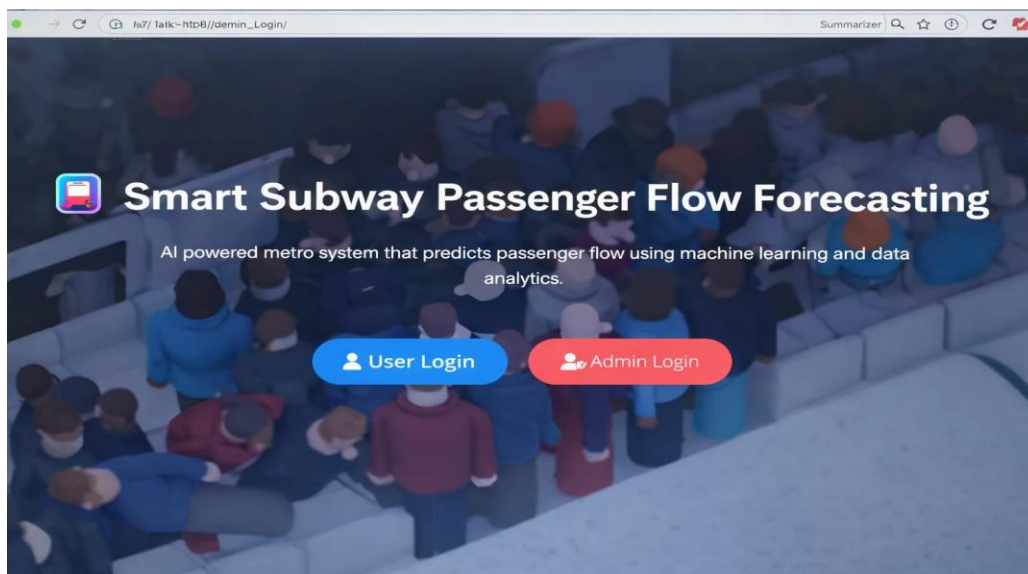 Summarizer
Smart Subway Passenger Flow Forecasting
AI powered metro system that predicts passenger flow using machine learning and data
analytics.
User Login
Admin Login